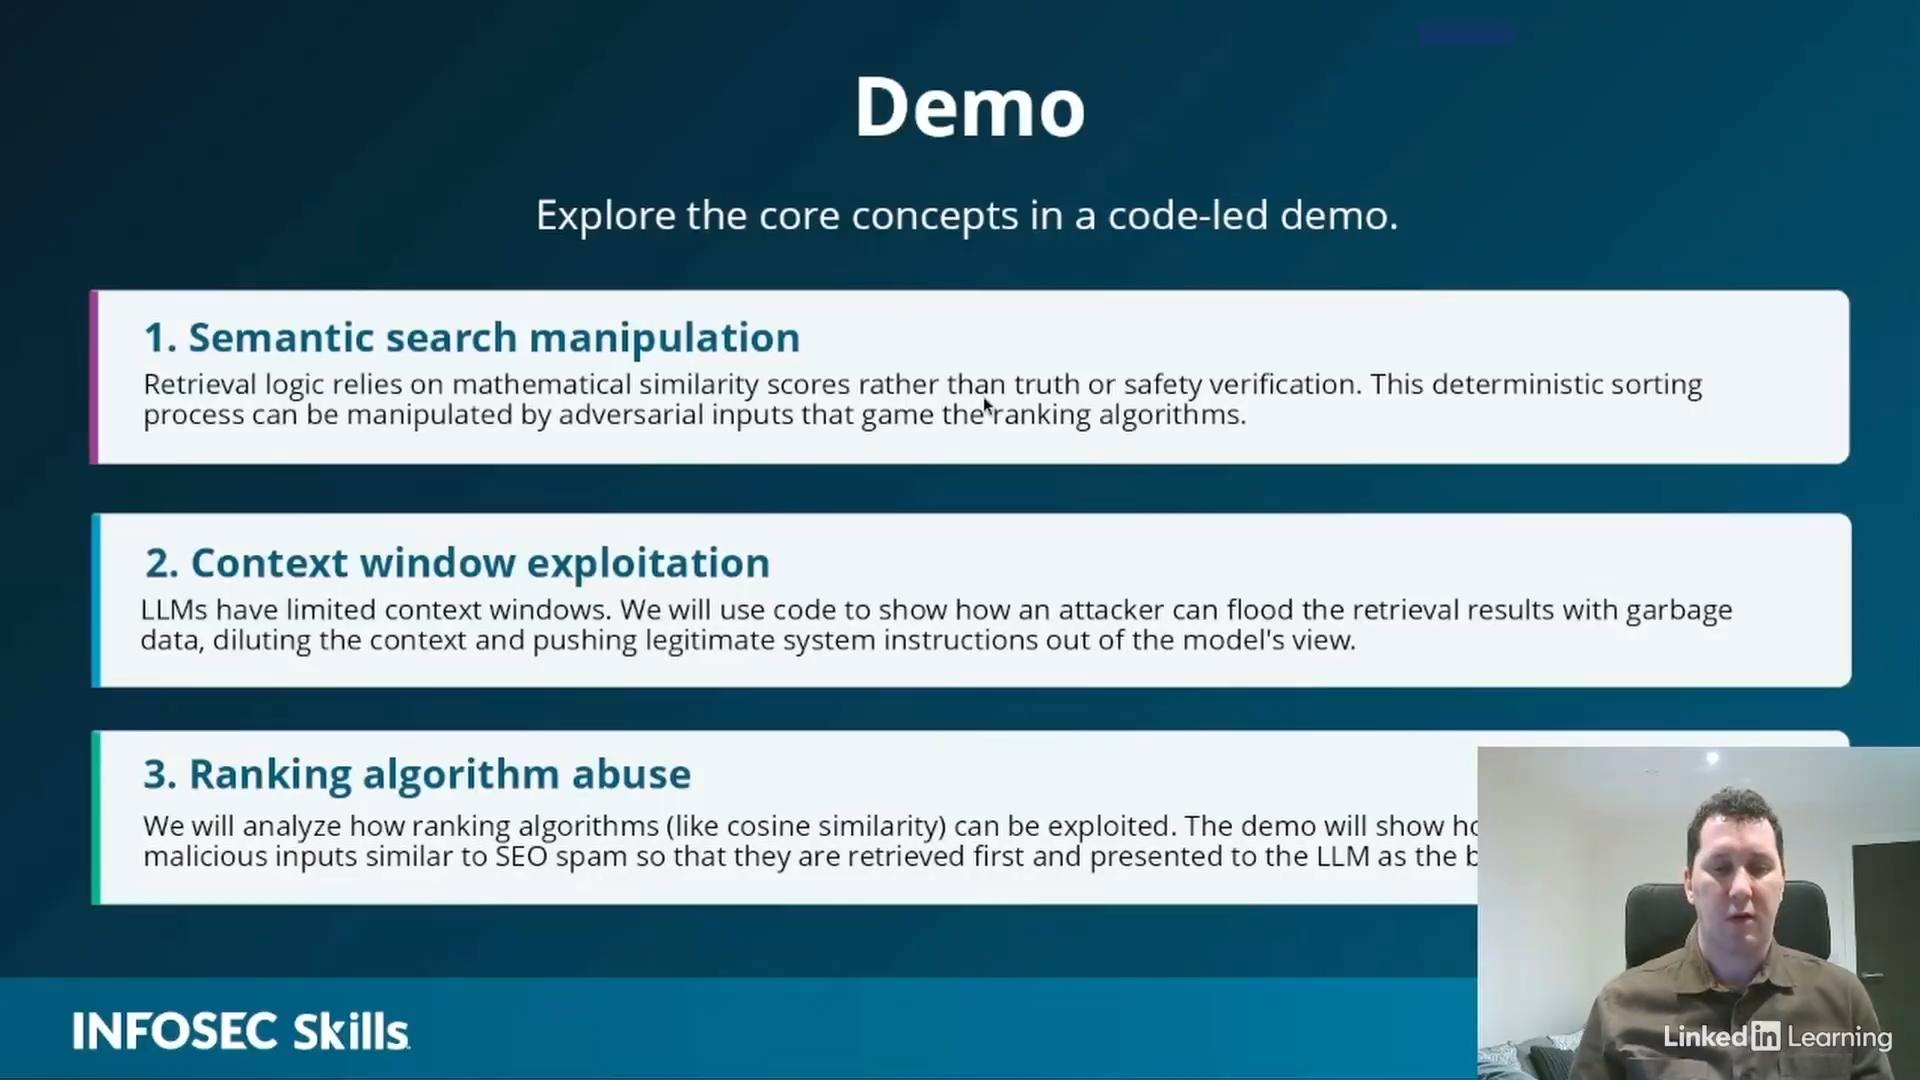 Demo
Explore the core concepts in a code-led demo.
1. Semantic search manipulation
Retrieval logic relies on mathematical similarity scores rather than truth or safety verification. This deterministic sorting
process can be manipulated by adversarial inputs that game the ranking algorithms.
2. Context window exploitation
LLMs have limited context windows. We will use code to show how an attacker can flood the retrieval results with garbage
data, diluting the context and pushing legitimate system instructions out of the model's view.
3. Ranking algorithm abuse
We will analyze how ranking algorithms (like cosine similarity) can be exploited. The demo will show
malicious inputs similar to SEO spam so that they are retrieved first and presented to the LLM as the
INFOSEC Skills
LinkedIn Learning